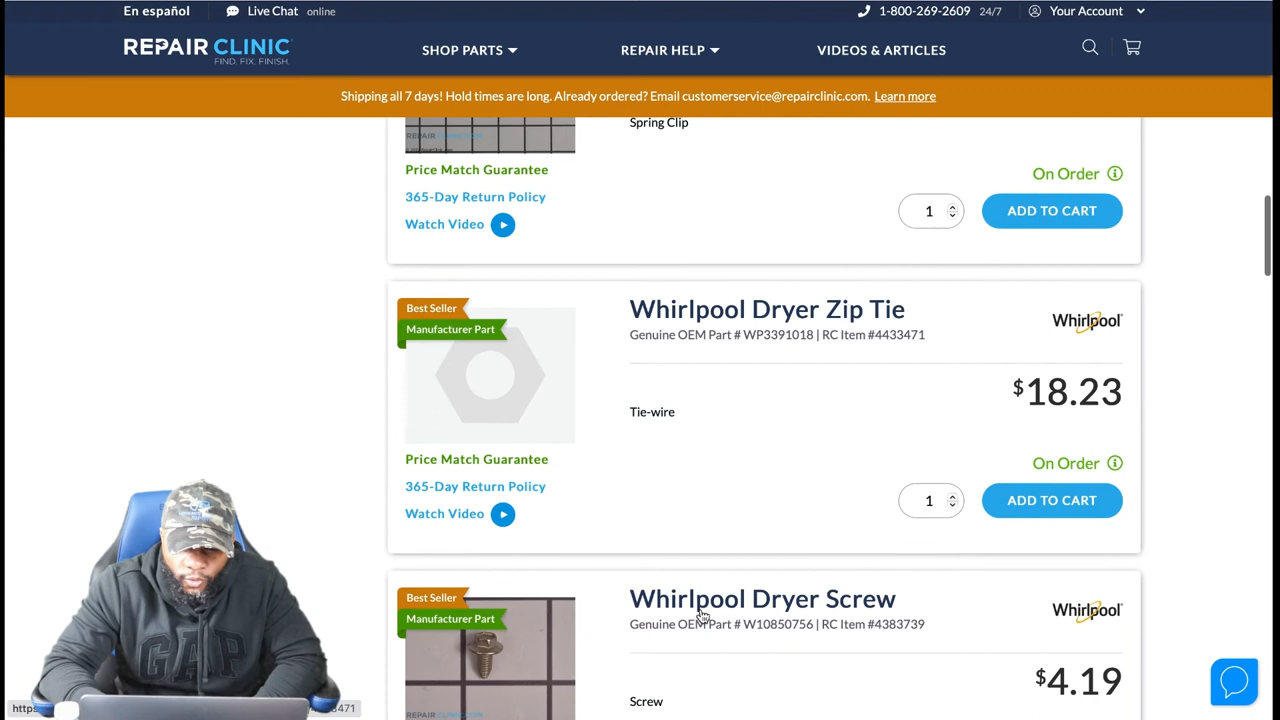 En español
Live Chat online
1-800-269-2609 24/7
Your Account
REPAIR CLINIC
FIND. FIX. FINISH.
SHOP PARTS
REPAIR HELP
VIDEOS & ARTICLES
Shipping all 7 days! Hold times are long. Already ordered? Email customerservice@repairclinic.com. Learn more
Spring Clip
REPAIR CLINIC
Price Match Guarantee
On Order
365-Day Return Policy
1
ADD TO CART
Watch Video
Best Seller
Manufacturer Part
Whirlpool Dryer Zip Tie
Genuine OEM Part # WP3391018 | RC Item #4433471
Whirlpool
$18.23
Tie-wire
Price Match Guarantee
On Order
365-Day Return Policy
1
ADD TO CART
Watch Video
Best Seller
Manufacturer Part
Whirlpool Dryer Screw
Genuine OEM Part # W10850756 | RC Item #4383739
Whirlpool
$4.19
Screw
REPAIR CLINIC
GAP